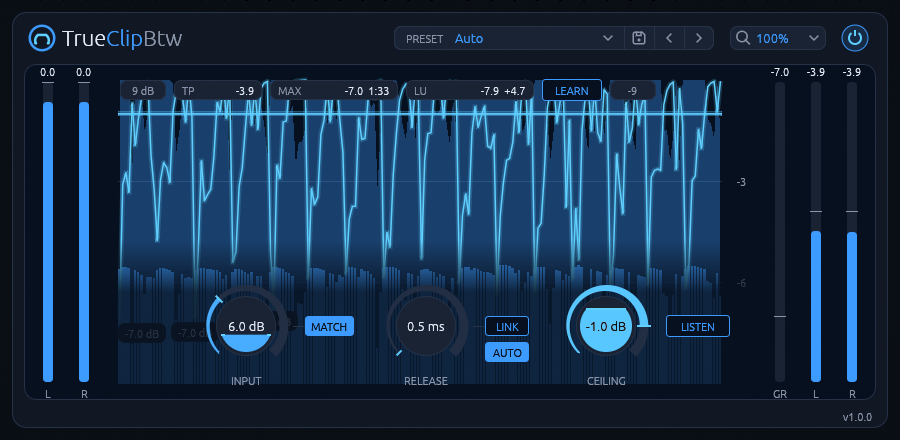 TrueClipBtw
PRESET Auto
100%
0.0 0.0
-7.0 -3.9 -3.9
9 dB TP -3.9 MAX -7.0 1:33 LU -7.9 +4.7 LEARN -9
-3
-6
-7.0 dB -7.0
6.0 dB MATCH 0.5 ms LINK -1.0 dB LISTEN
AUTO
INPUT RELEASE CEILING
L R GR L R
v1.0.0